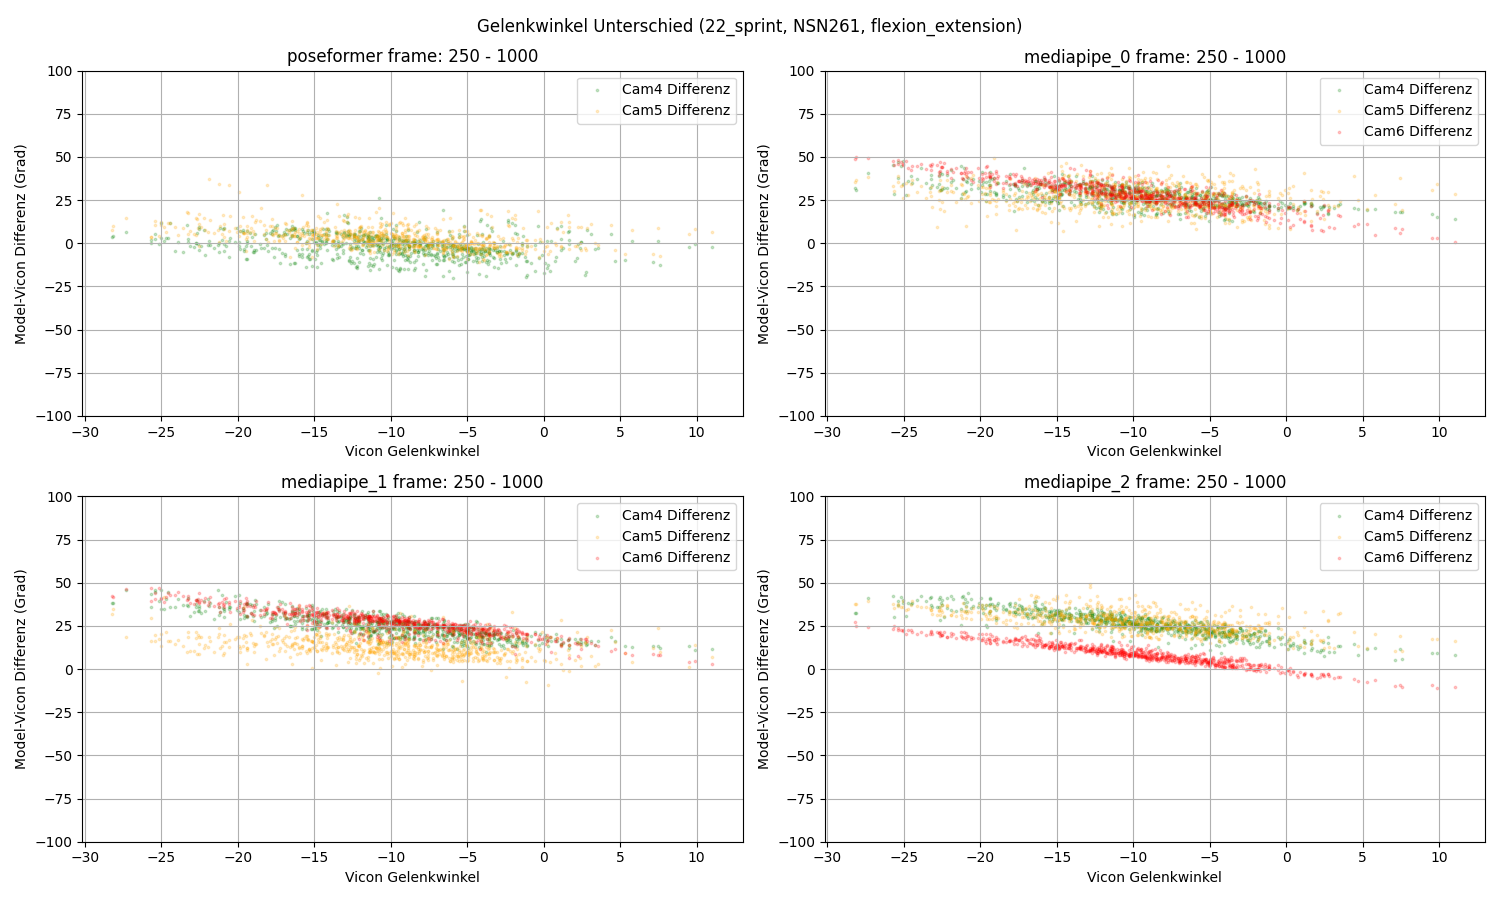 Gelenkwinkel Unterschied (22_sprint, NSN261, flexion_extension)
poseformer frame: 250 - 1000
100
75
50
25
0
−25
−50
−75
−100
Model-Vicon Differenz (Grad)
Cam4 Differenz
Cam5 Differenz
−30 −25 −20 −15 −10 −5 0 5 10
Vicon Gelenkwinkel
mediapipe_0 frame: 250 - 1000
100
75
50
25
0
−25
−50
−75
−100
Model-Vicon Differenz (Grad)
Cam4 Differenz
Cam5 Differenz
Cam6 Differenz
−30 −25 −20 −15 −10 −5 0 5 10
Vicon Gelenkwinkel
mediapipe_1 frame: 250 - 1000
100
75
50
25
0
−25
−50
−75
−100
Model-Vicon Differenz (Grad)
Cam4 Differenz
Cam5 Differenz
Cam6 Differenz
−30 −25 −20 −15 −10 −5 0 5 10
Vicon Gelenkwinkel
mediapipe_2 frame: 250 - 1000
100
75
50
25
0
−25
−50
−75
−100
Model-Vicon Differenz (Grad)
Cam4 Differenz
Cam5 Differenz
Cam6 Differenz
−30 −25 −20 −15 −10 −5 0 5 10
Vicon Gelenkwinkel